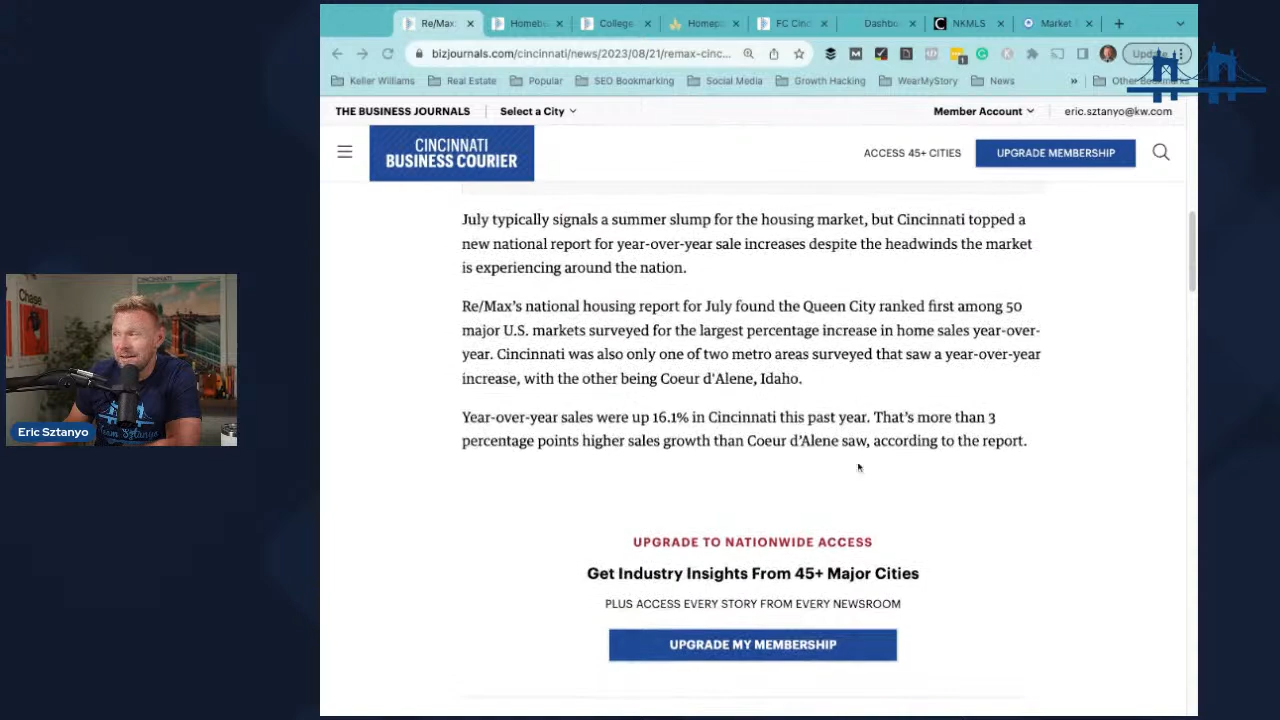 Re/Max:
Homebu
College
Homepa
FC Cinc
Dashbo
NKMLS
Market
bizjournals.com/cincinnati/news/2023/08/21/remax-cinc...
Keller Williams
Real Estate
Popular
SEO Bookmarking
Social Media
Growth Hacking
WearMyStory
News
»
THE BUSINESS JOURNALS
Select a City
Member Account
eric.sztanyo@kw.com
CINCINNATI
BUSINESS COURIER
ACCESS 45+ CITIES
UPGRADE MEMBERSHIP
July typically signals a summer slump for the housing market, but Cincinnati topped a
new national report for year-over-year sale increases despite the headwinds the market
is experiencing around the nation.
Re/Max's national housing report for July found the Queen City ranked first among 50
major U.S. markets surveyed for the largest percentage increase in home sales year-over-
year. Cincinnati was also only one of two metro areas surveyed that saw a year-over-year
increase, with the other being Coeur d'Alene, Idaho.
Year-over-year sales were up 16.1% in Cincinnati this past year. That's more than 3
percentage points higher sales growth than Coeur d'Alene saw, according to the report.
Chase
CINCINNATI
Team Sztanyo
Eric Sztanyo
UPGRADE TO NATIONWIDE ACCESS
Get Industry Insights From 45+ Major Cities
PLUS ACCESS EVERY STORY FROM EVERY NEWSROOM
UPGRADE MY MEMBERSHIP